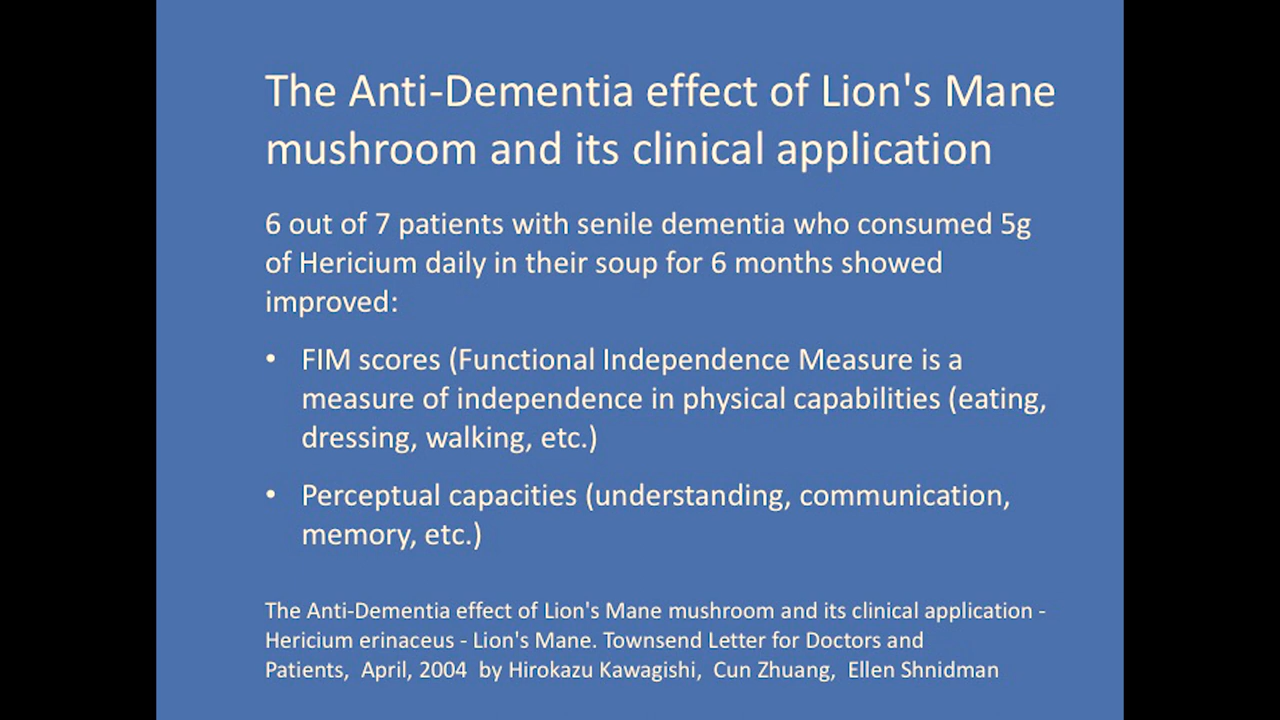 The Anti-Dementia effect of Lion's Mane
mushroom and its clinical application
6 out of 7 patients with senile dementia who consumed 5g
of Hericium daily in their soup for 6 months showed
improved:
• FIM scores (Functional Independence Measure is a
measure of independence in physical capabilities (eating,
dressing, walking, etc.)
• Perceptual capacities (understanding, communication,
memory, etc.)
The Anti-Dementia effect of Lion's Mane mushroom and its clinical application -
Hericium erinaceus - Lion's Mane. Townsend Letter for Doctors and
Patients, April, 2004 by Hirokazu Kawagishi, Cun Zhuang, Ellen Shnidman